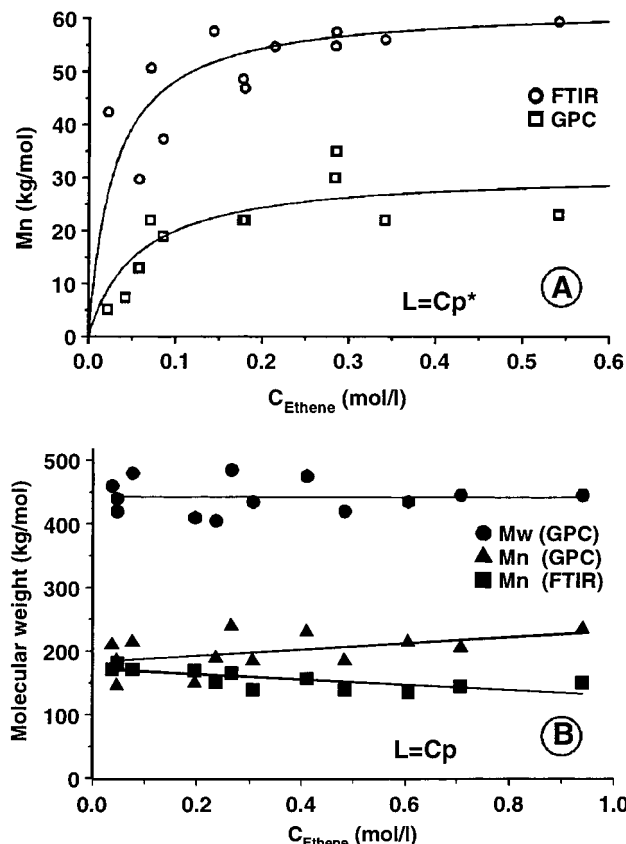 60
50
40
30
20
10
0
Mn (kg/mol)
FTIR
GPC
L=Cp*
A
0.0 0.1 0.2 0.3 0.4 0.5 0.6
C_Ethene (mol/l)
500
400
300
200
100
0
Molecular weight (kg/mol)
Mw (GPC)
Mn (GPC)
Mn (FTIR)
L=Cp
B
0.0 0.2 0.4 0.6 0.8 1.0
C_Ethene (mol/l)